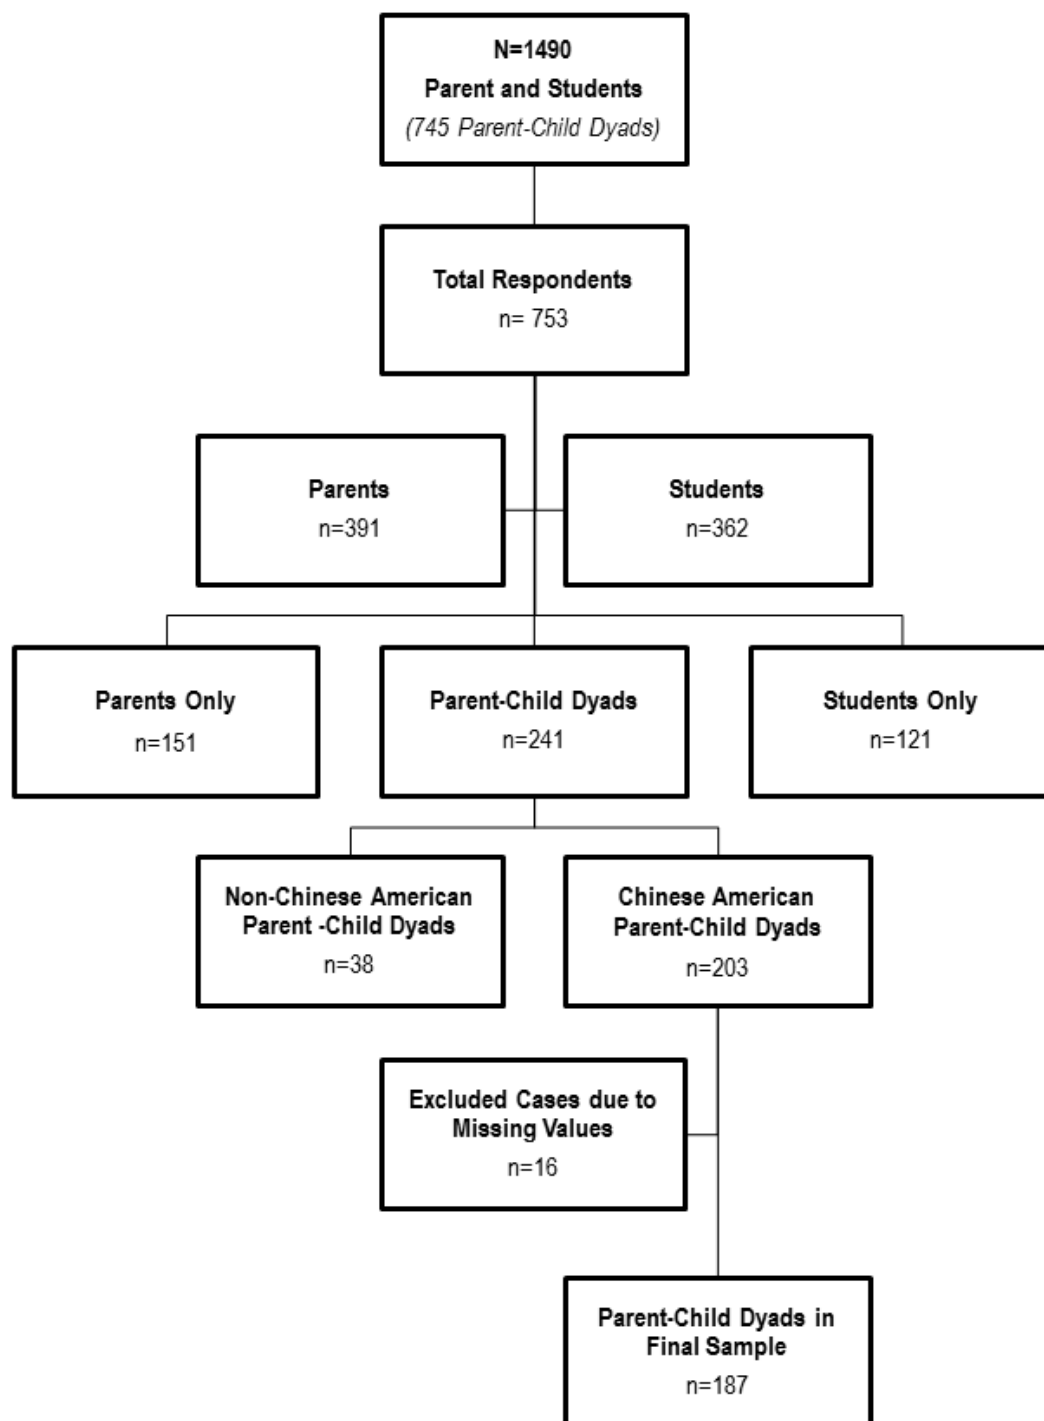 N=1490
Parent and Students
(745 Parent-Child Dyads)
Total Respondents
n= 753
Parents
n=391
Students
n=362
Parents Only
n=151
Parent-Child Dyads
n=241
Students Only
n=121
Non-Chinese American
Parent -Child Dyads
n=38
Chinese American
Parent-Child Dyads
n=203
Excluded Cases due to
Missing Values
n=16
Parent-Child Dyads in
Final Sample
n=187